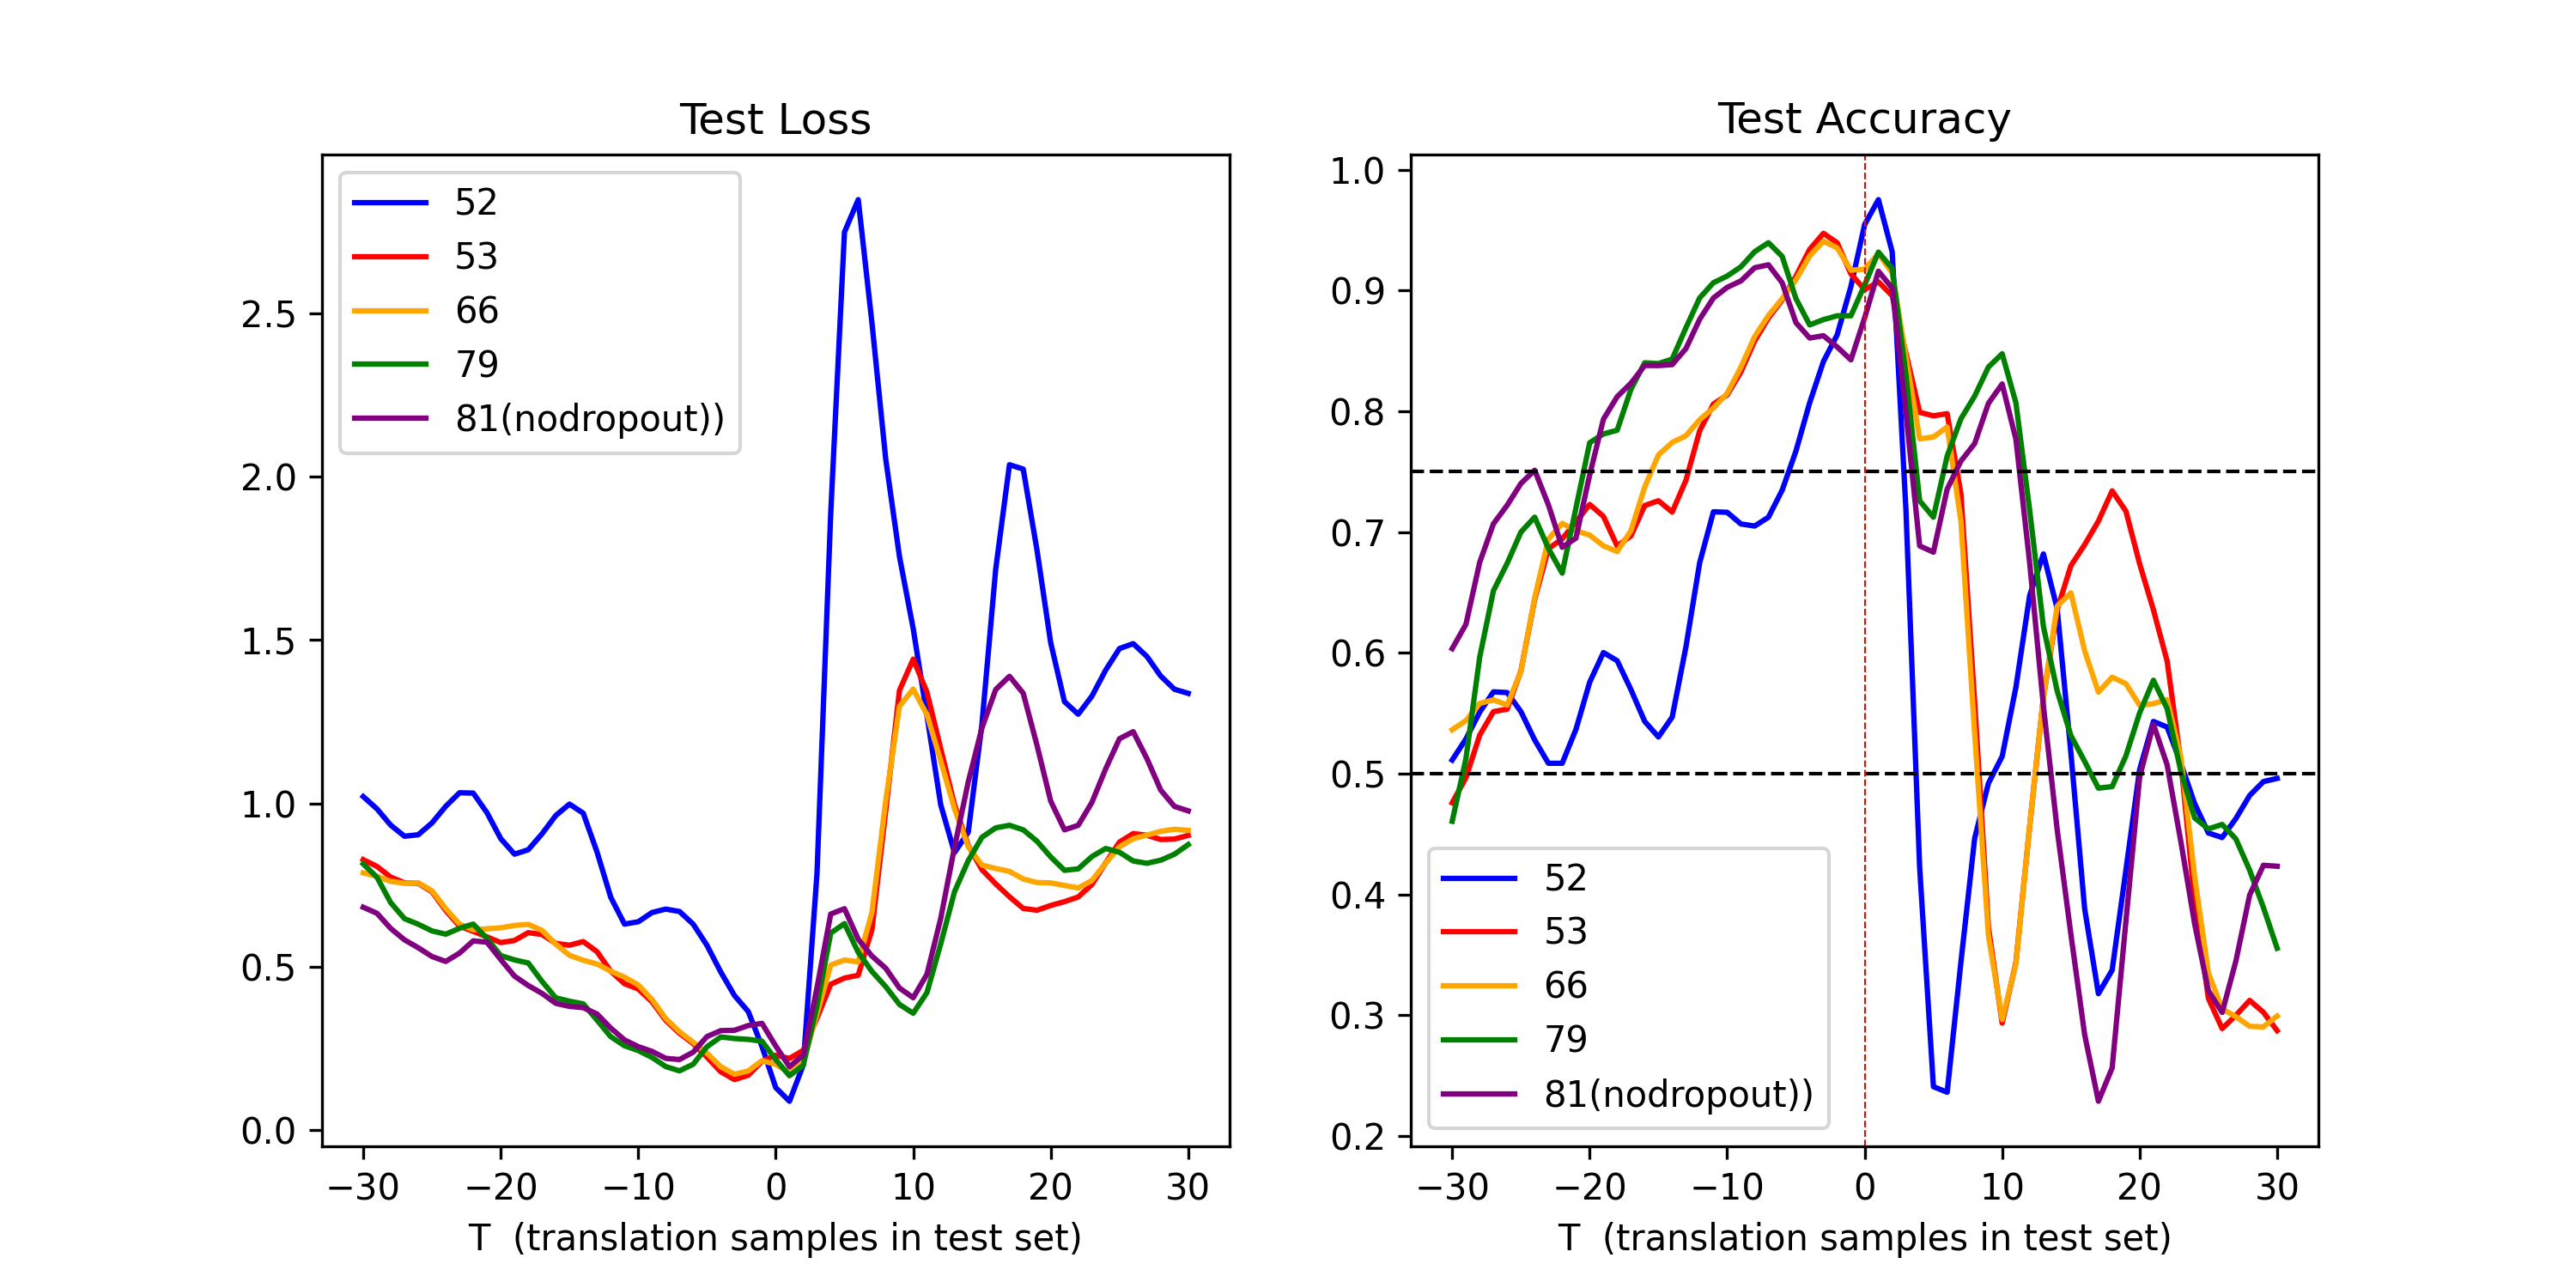 Test Loss
52
53
66
79
81(nodropout))
2.5
2.0
1.5
1.0
0.5
0.0
−30 −20 −10 0 10 20 30
T (translation samples in test set)
Test Accuracy
1.0
0.9
0.8
0.7
0.6
0.5
0.4
0.3
0.2
52
53
66
79
81(nodropout))
−30 −20 −10 0 10 20 30
T (translation samples in test set)